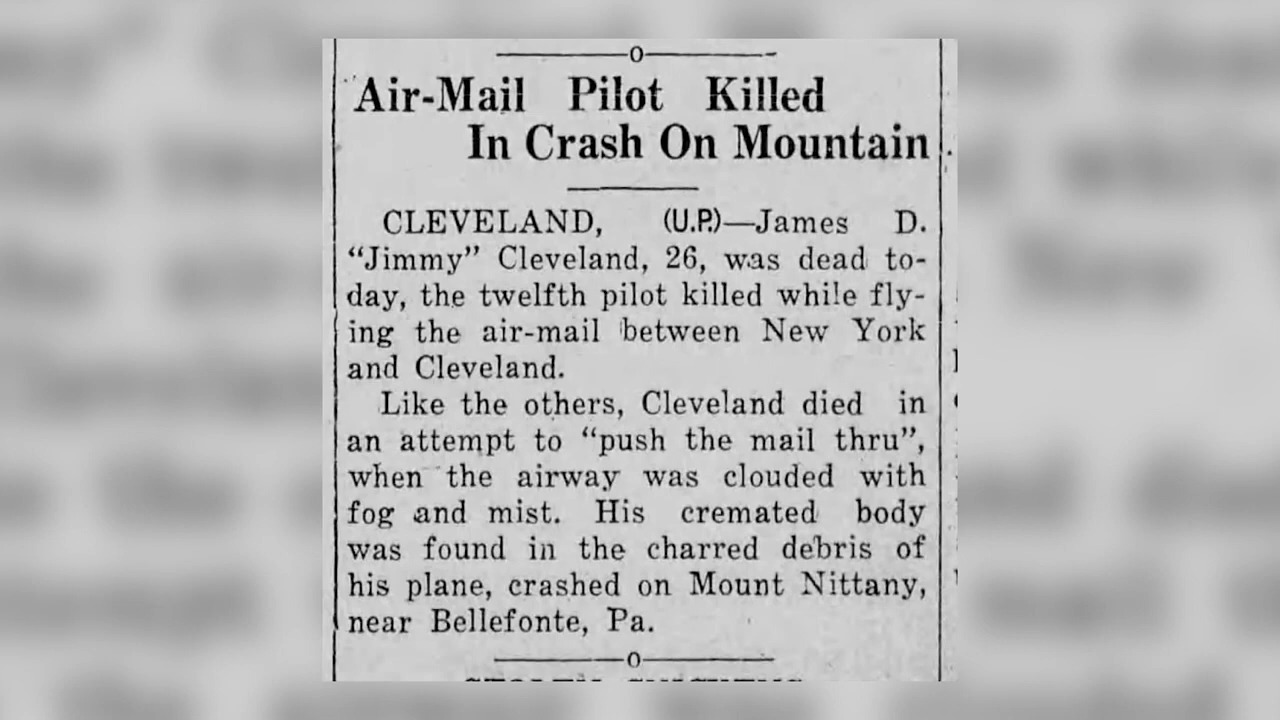 Air-Mail Pilot Killed
In Crash On Mountain
CLEVELAND, (U.P.)—James D.
“Jimmy” Cleveland, 26, was dead to-
day, the twelfth pilot killed while fly-
ing the air-mail between New York
and Cleveland.
Like the others, Cleveland died in
an attempt to “push the mail thru”,
when the airway was clouded with
fog and mist. His cremated body
was found in the charred debris of
his plane, crashed on Mount Nittany,
near Bellefonte, Pa.